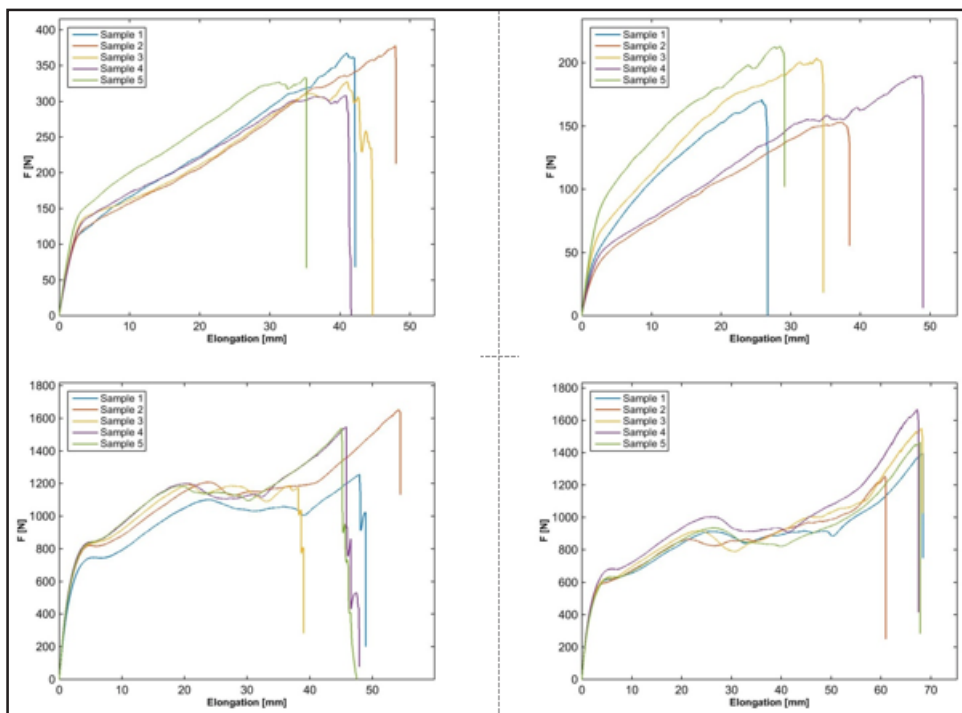 400
350
300
250
200
150
100
50
0
F [N]
Sample 1
Sample 2
Sample 3
Sample 4
Sample 5
0 10 20 30 40 50
Elongation [mm]
200
150
100
50
0
F [N]
Sample 1
Sample 2
Sample 3
Sample 4
Sample 5
0 10 20 30 40 50
Elongation [mm]
1800
1600
1400
1200
1000
800
600
400
200
0
F [N]
Sample 1
Sample 2
Sample 3
Sample 4
Sample 5
0 10 20 30 40 50
Elongation [mm]
1800
1600
1400
1200
1000
800
600
400
200
0
F [N]
Sample 1
Sample 2
Sample 3
Sample 4
Sample 5
0 10 20 30 40 50 60 70
Elongation [mm]